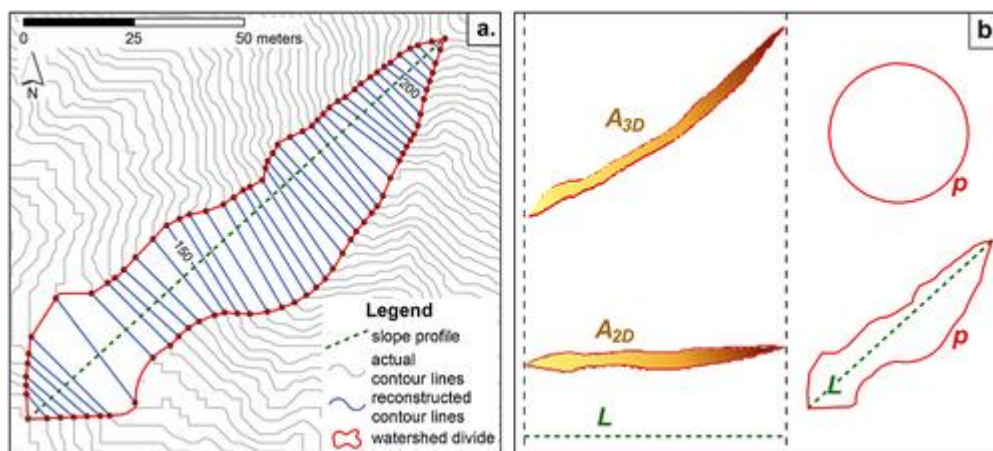 a.
0 25 50 meters
N
200
150
Legend
slope profile
actual
contour lines
reconstructed
contour lines
watershed divide
b.
A3D
p
A2D
L
p
L